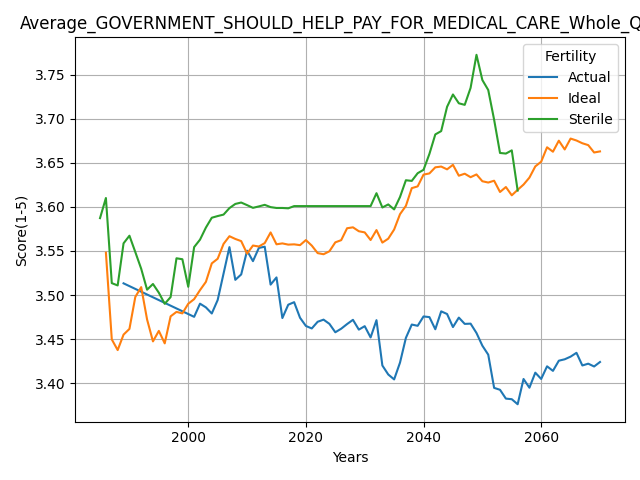 Average_GOVERNMENT_SHOULD_HELP_PAY_FOR_MEDICAL_CARE_Whole_Q
Fertility
Actual
Ideal
Sterile
Score(1-5)
3.75
3.70
3.65
3.60
3.55
3.50
3.45
3.40
2000 2020 2040 2060
Years